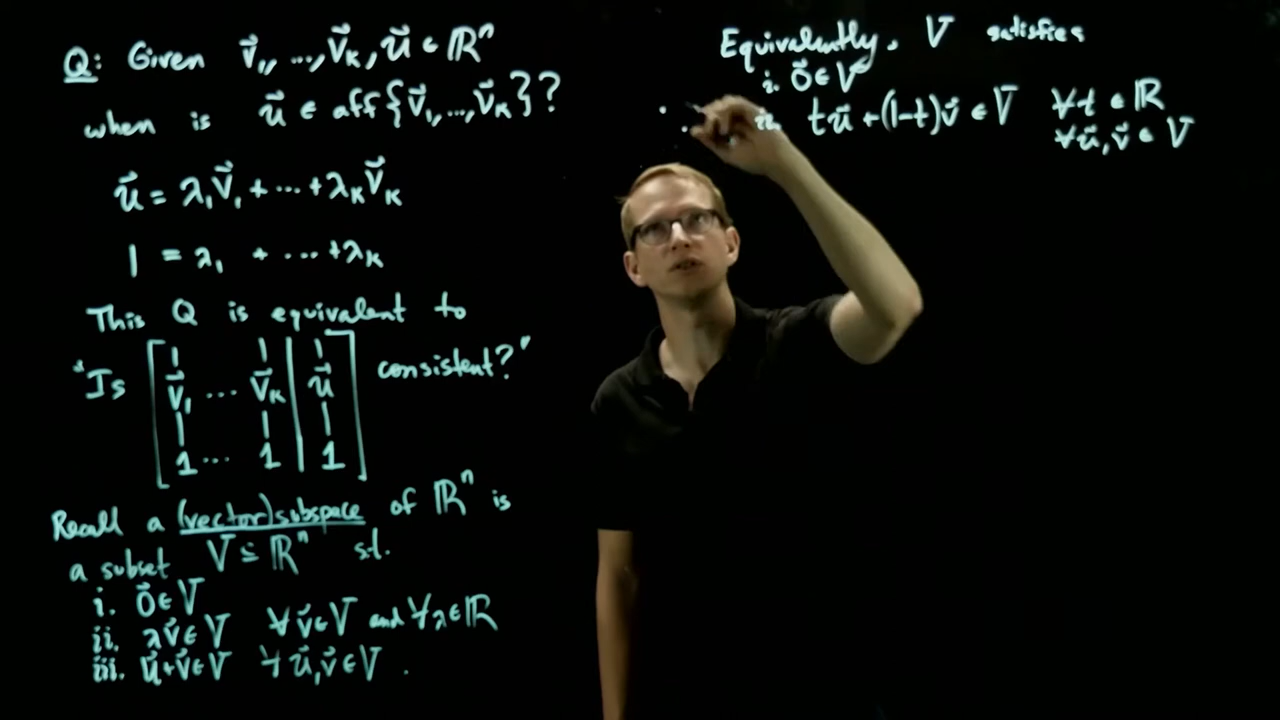 Q: Given v⃗₁, ..., v⃗ₖ, u⃗ ∈ ℝⁿ
when is u⃗ ∈ aff{v⃗₁, ..., v⃗ₖ}?
u⃗ = λ₁v⃗₁ + ... + λₖv⃗ₖ
1 = λ₁ + ... + λₖ
This Q is equivalent to
"Is [ v⃗₁ ... v⃗ₖ | u⃗ ] consistent?"
[ 1 ... 1 | 1 ]
Recall a (vector) subspace of ℝⁿ is
a subset V ⊆ ℝⁿ s.t.
i. 0⃗ ∈ V
ii. λv⃗ ∈ V ∀ v⃗ ∈ V and ∀ λ ∈ ℝ
iii. u⃗ + v⃗ ∈ V ∀ u⃗, v⃗ ∈ V.
Equivalently, V satisfies
i. 0⃗ ∈ V
ii. tu⃗ + (1-t)v⃗ ∈ V ∀ t ∈ ℝ
∀ u⃗, v⃗ ∈ V